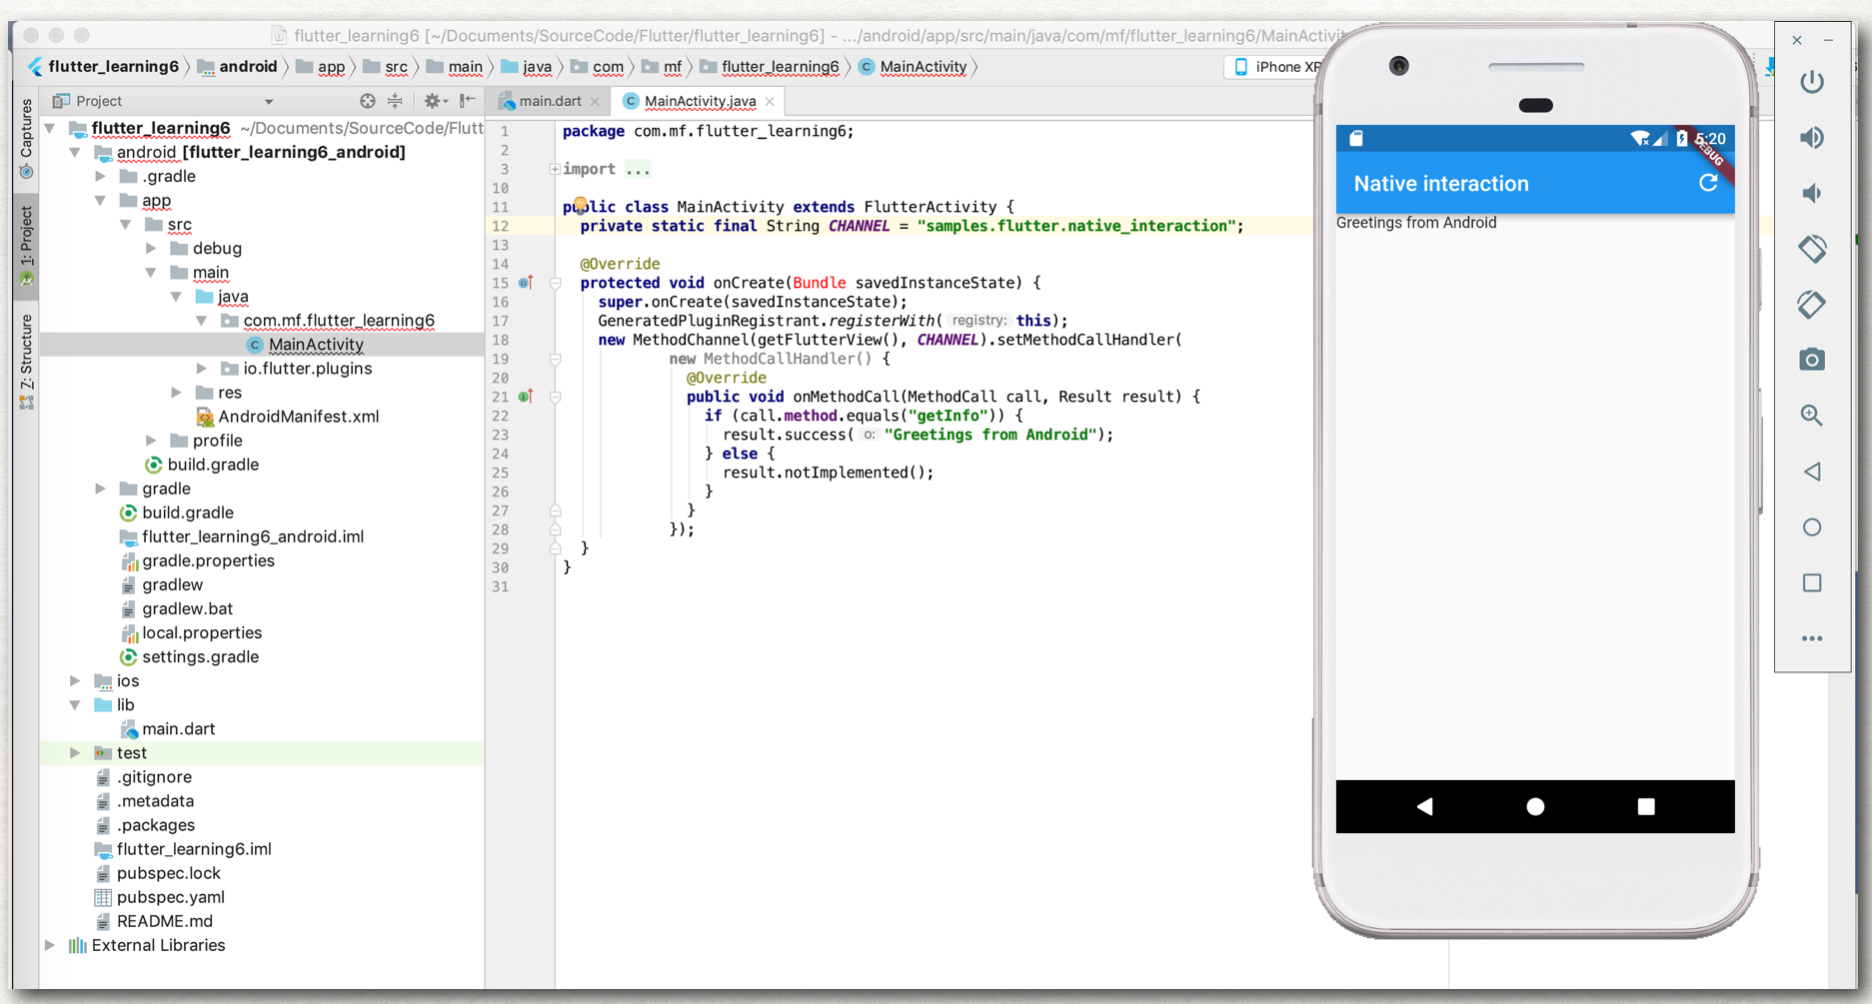 flutter_learning6 [~/Documents/SourceCode/Flutter/flutter_learning6] - .../android/app/src/main/java/com/mf/flutter_learning6/MainActivit
flutter_learning6 android app src main java com mf flutter_learning6 MainActivity
iPhone XR
Project
main.dart
MainActivity.java
Captures
1: Project
Z: Structure
flutter_learning6 ~/Documents/SourceCode/Flutt
android [flutter_learning6_android]
.gradle
app
src
debug
main
java
com.mf.flutter_learning6
MainActivity
io.flutter.plugins
res
AndroidManifest.xml
profile
build.gradle
gradle
build.gradle
flutter_learning6_android.iml
gradle.properties
gradlew
gradlew.bat
local.properties
settings.gradle
ios
lib
main.dart
test
.gitignore
.metadata
.packages
flutter_learning6.iml
pubspec.lock
pubspec.yaml
README.md
External Libraries
1 package com.mf.flutter_learning6;
2
3 import ...
10
11 public class MainActivity extends FlutterActivity {
12 private static final String CHANNEL = "samples.flutter.native_interaction";
13
14 @Override
15 protected void onCreate(Bundle savedInstanceState) {
16 super.onCreate(savedInstanceState);
17 GeneratedPluginRegistrant.registerWith( registry: this);
18 new MethodChannel(getFlutterView(), CHANNEL).setMethodCallHandler(
19 new MethodCallHandler() {
20 @Override
21 public void onMethodCall(MethodCall call, Result result) {
22 if (call.method.equals("getInfo")) {
23 result.success( o: "Greetings from Android");
24 } else {
25 result.notImplemented();
26 }
27 }
28 });
29 }
30 }
31
5:20
DEBUG
Native interaction
Greetings from Android